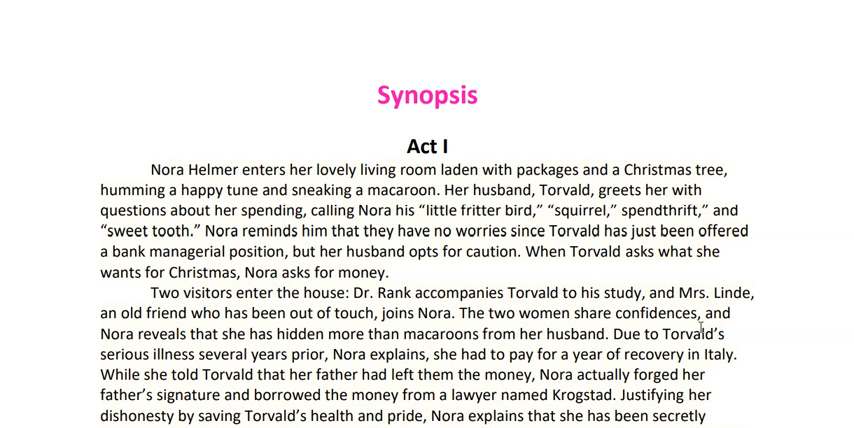 Synopsis
Act I
Nora Helmer enters her lovely living room laden with packages and a Christmas tree,
humming a happy tune and sneaking a macaroon. Her husband, Torvald, greets her with
questions about her spending, calling Nora his “little fritter bird,” “squirrel,” spendthrift,” and
“sweet tooth.” Nora reminds him that they have no worries since Torvald has just been offered
a bank managerial position, but her husband opts for caution. When Torvald asks what she
wants for Christmas, Nora asks for money.
Two visitors enter the house: Dr. Rank accompanies Torvald to his study, and Mrs. Linde,
an old friend who has been out of touch, joins Nora. The two women share confidences, and
Nora reveals that she has hidden more than macaroons from her husband. Due to Torvald’s
serious illness several years prior, Nora explains, she had to pay for a year of recovery in Italy.
While she told Torvald that her father had left them the money, Nora actually forged her
father’s signature and borrowed the money from a lawyer named Krogstad. Justifying her
dishonesty by saving Torvald’s health and pride, Nora explains that she has been secretly